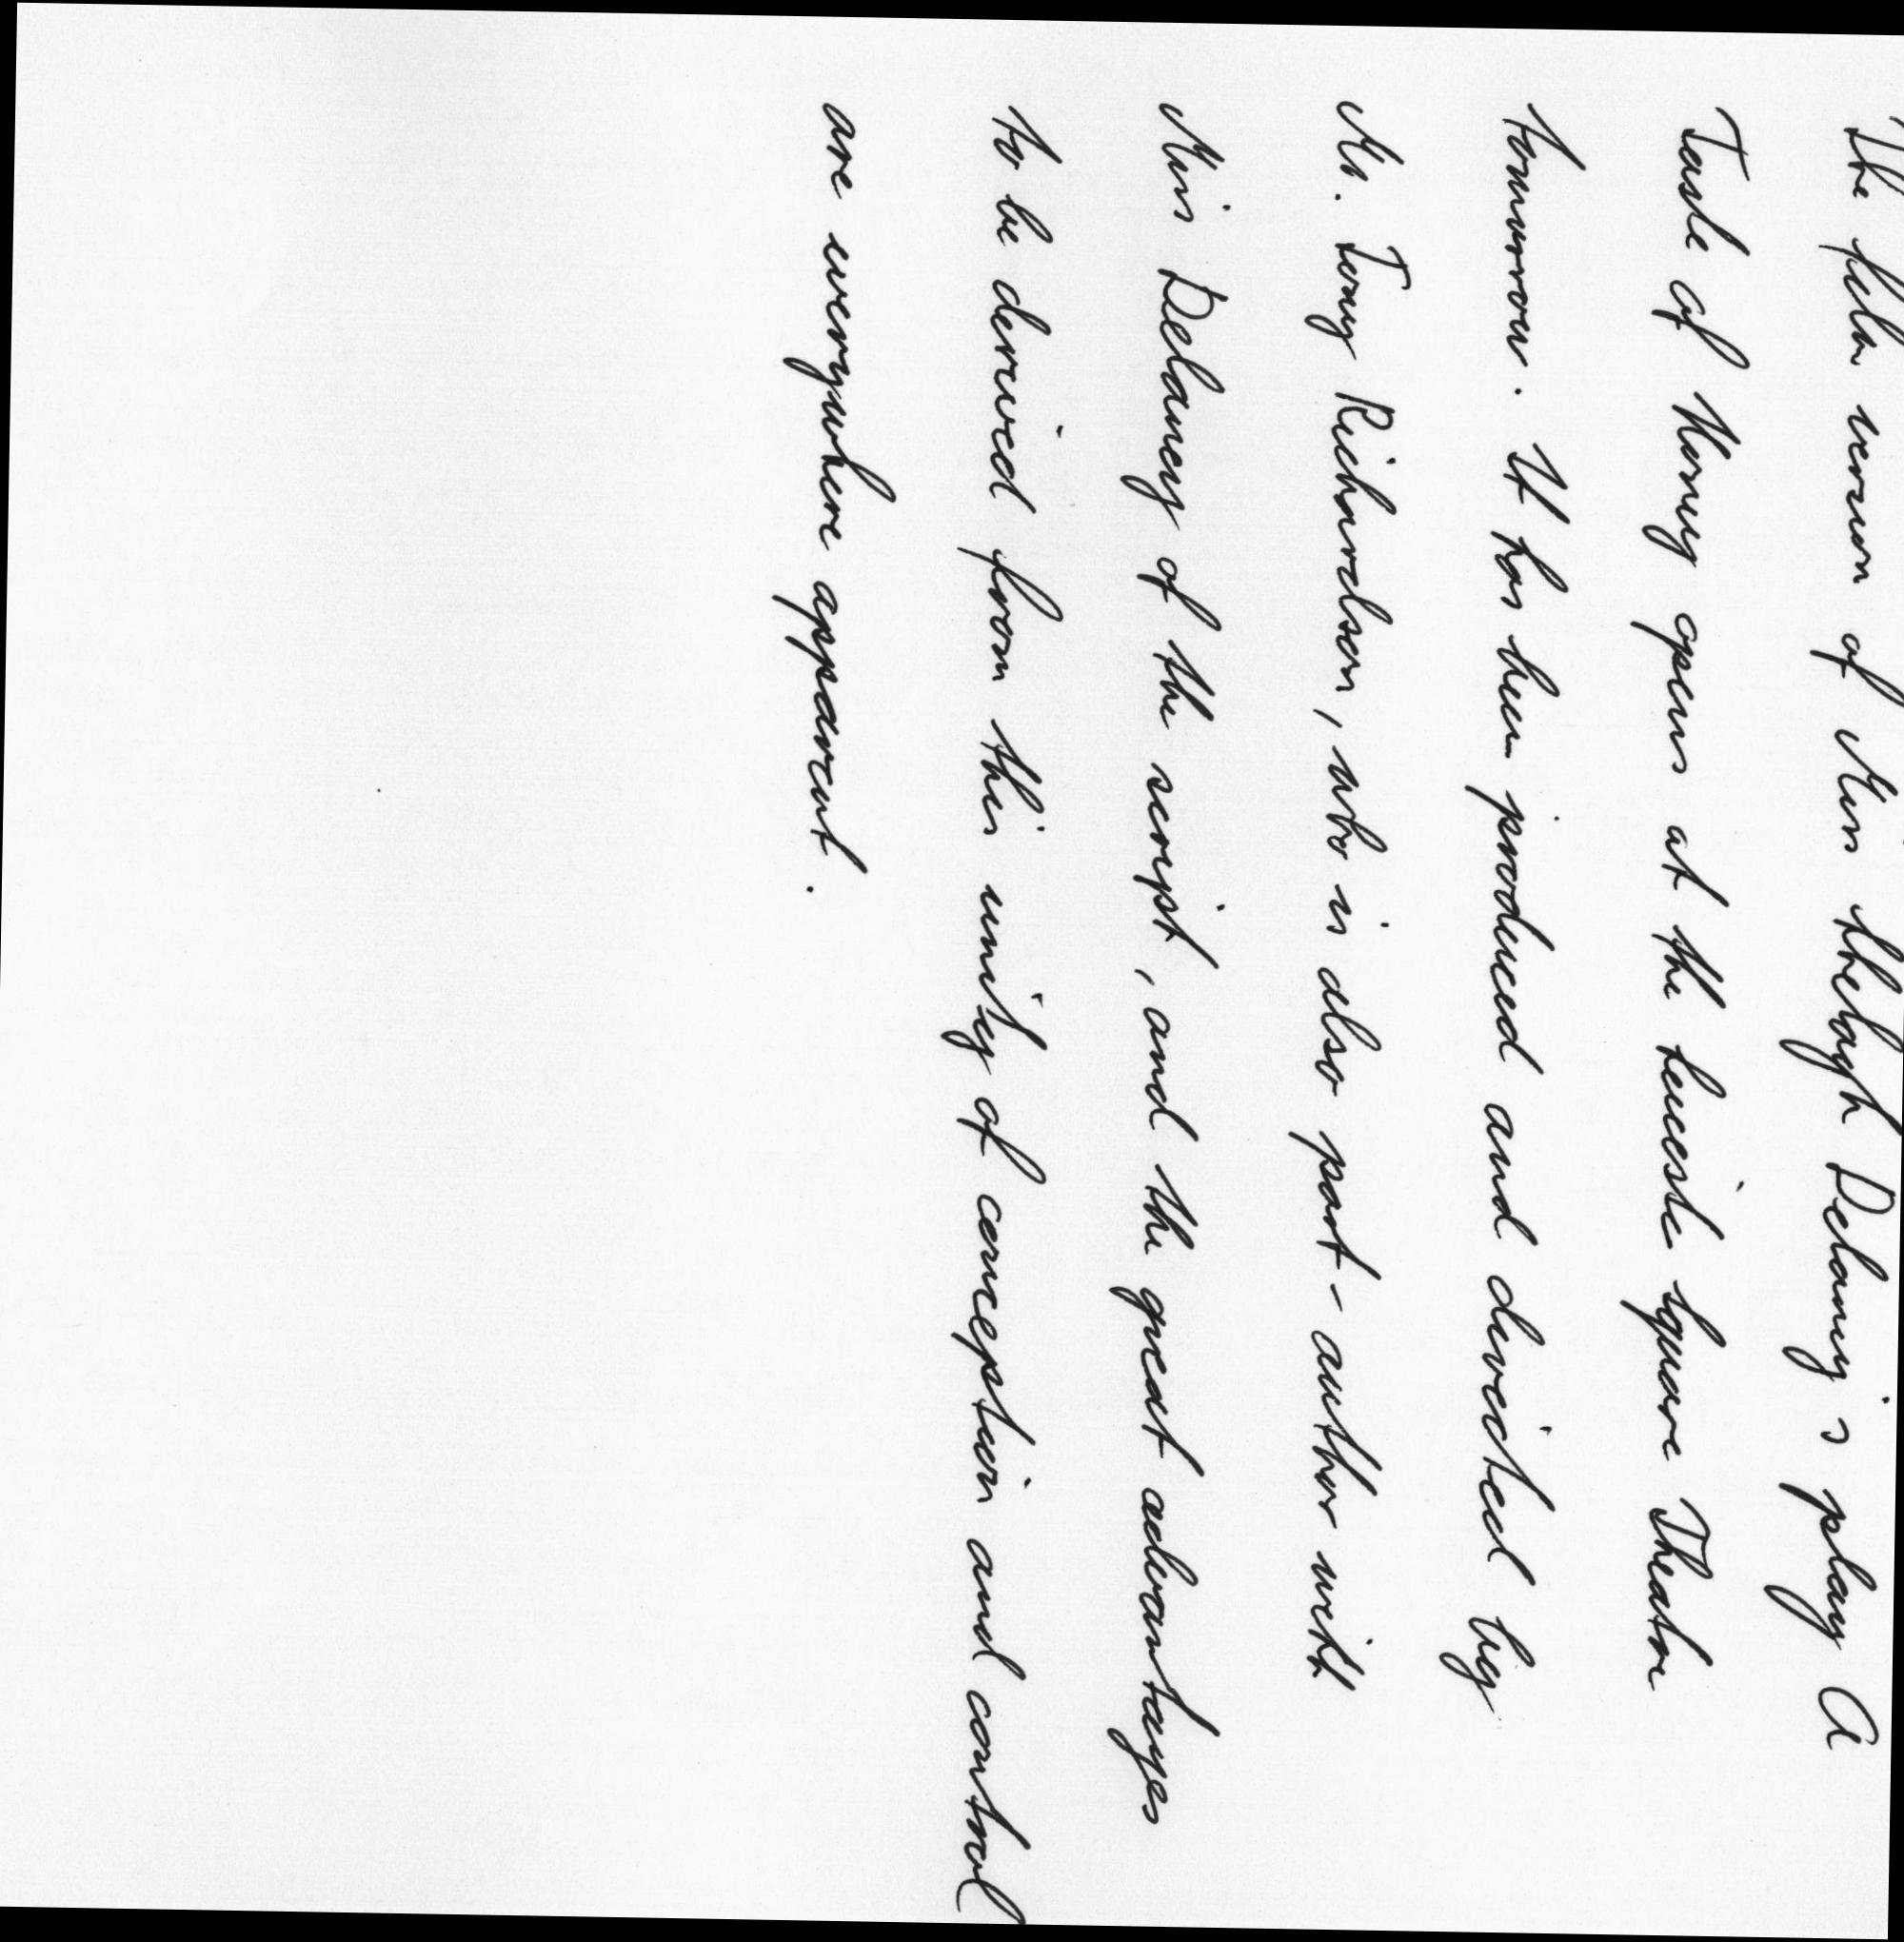 The film version of Miss Shelagh Delaney's play A
Taste of Honey opens at the Leicester Square Theatre
tomorrow. It has been produced and directed by
Mr. Tony Richardson, who is also part-author with
Miss Delaney of the script, and the great advantages
to be derived from this unity of conception and control
are everywhere apparent.